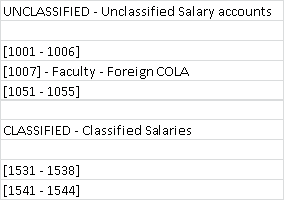 UNCLASSIFIED - Unclassified Salary accounts
[1001 - 1006]
[1007] - Faculty - Foreign COLA
[1051 - 1055]
CLASSIFIED - Classified Salaries
[1531 - 1538]
[1541 - 1544]